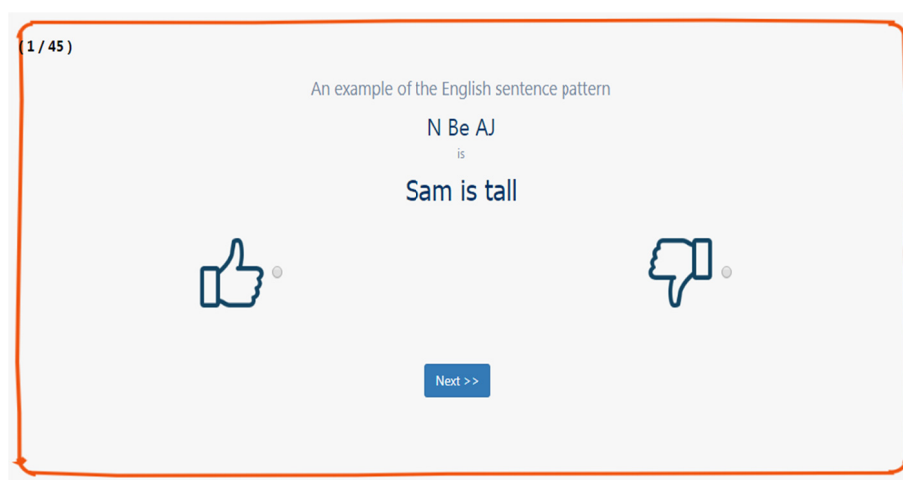 ( 1 / 45 )
An example of the English sentence pattern
N Be AJ
is
Sam is tall
Next >>